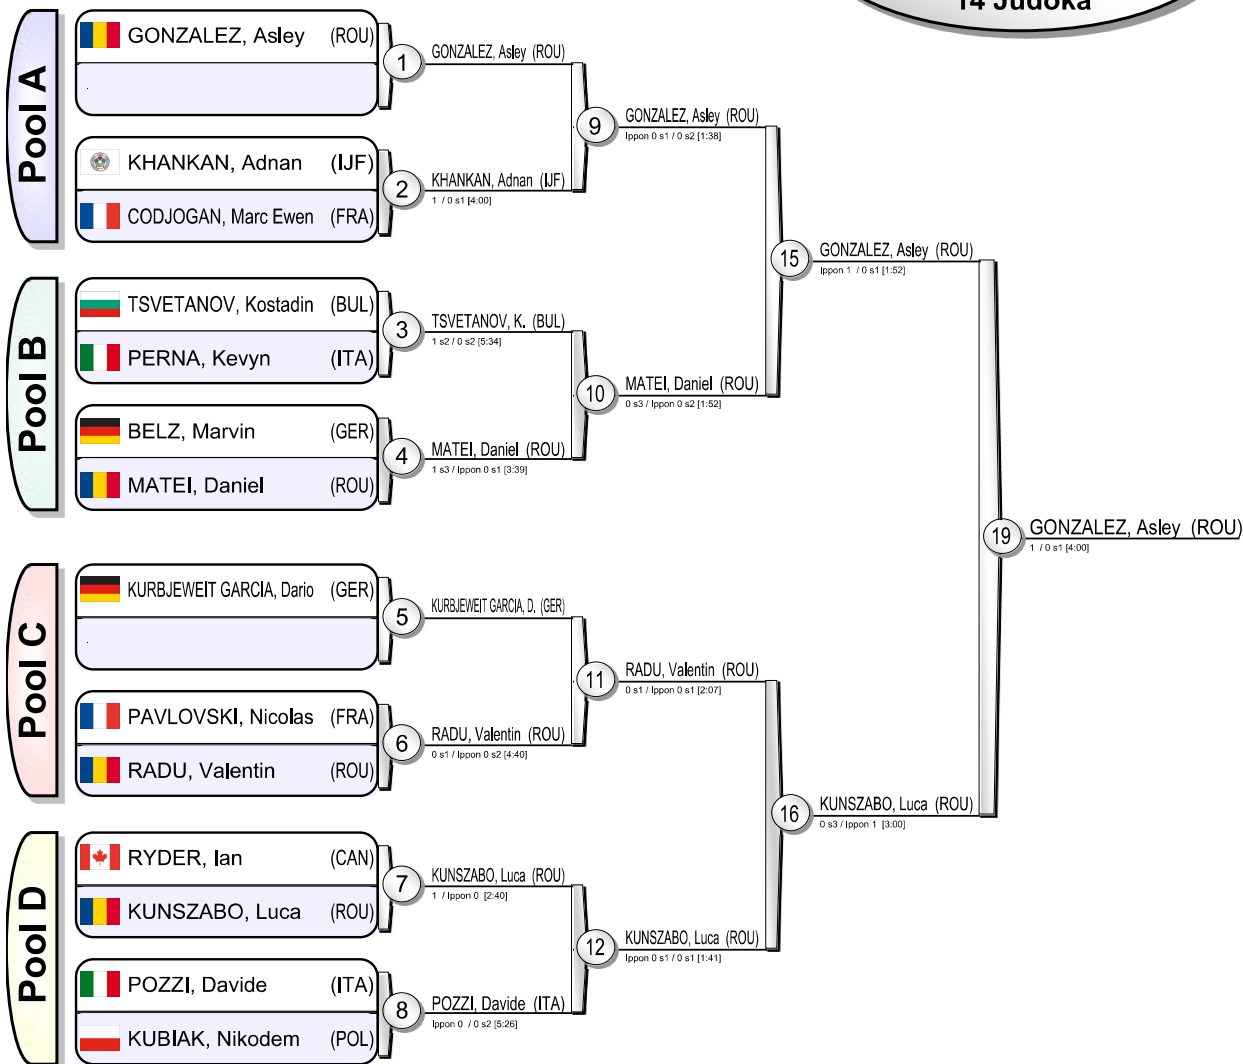 14 Judoka
Pool A
GONZALEZ, Asley (ROU)
.
KHANKAN, Adnan (IJF)
CODJOGAN, Marc Ewen (FRA)
1
GONZALEZ, Asley (ROU)
2
KHANKAN, Adnan (IJF)
1 / 0 s1 [4:00]
9
GONZALEZ, Asley (ROU)
Ippon 0 s1 / 0 s2 [1:38]
Pool B
TSVETANOV, Kostadin (BUL)
PERNA, Kevyn (ITA)
BELZ, Marvin (GER)
MATEI, Daniel (ROU)
3
TSVETANOV, K. (BUL)
1 s2 / 0 s2 [5:34]
4
MATEI, Daniel (ROU)
1 s3 / Ippon 0 s1 [3:39]
10
MATEI, Daniel (ROU)
0 s3 / Ippon 0 s2 [1:52]
15
GONZALEZ, Asley (ROU)
Ippon 1 / 0 s1 [1:52]
Pool C
KURBJEWEIT GARCIA, Dario (GER)
.
PAVLOVSKI, Nicolas (FRA)
RADU, Valentin (ROU)
5
KURBJEWEIT GARCIA, D. (GER)
6
RADU, Valentin (ROU)
0 s1 / Ippon 0 s2 [4:40]
11
RADU, Valentin (ROU)
0 s1 / Ippon 0 s1 [2:07]
Pool D
RYDER, Ian (CAN)
KUNSZABO, Luca (ROU)
POZZI, Davide (ITA)
KUBIAK, Nikodem (POL)
7
KUNSZABO, Luca (ROU)
1 / Ippon 0 [2:40]
8
POZZI, Davide (ITA)
Ippon 0 / 0 s2 [5:26]
12
KUNSZABO, Luca (ROU)
Ippon 0 s1 / 0 s1 [1:41]
16
KUNSZABO, Luca (ROU)
0 s3 / Ippon 1 [3:00]
19
GONZALEZ, Asley (ROU)
1 / 0 s1 [4:00]